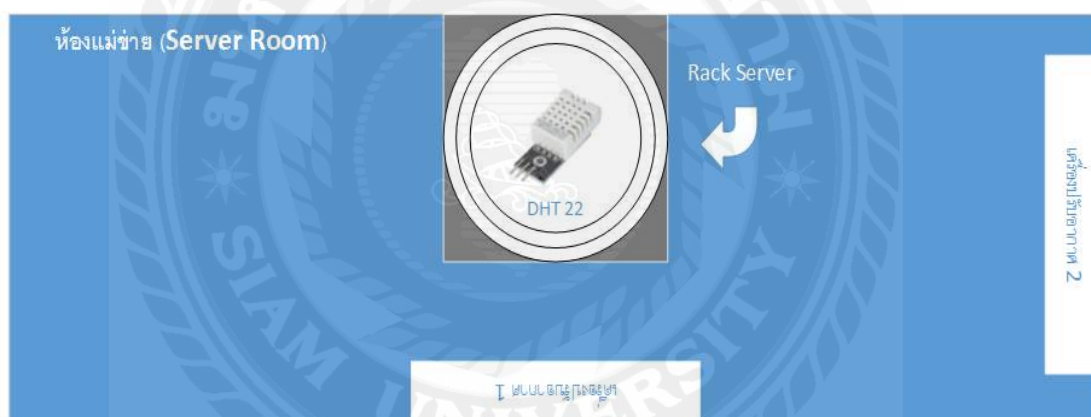 ห้องแม่ข่าย (Server Room)
Rack Server
DHT 22
เครื่องปรับอากาศ 2
เครื่องปรับอากาศ 1
SIAM UNIVERSITY